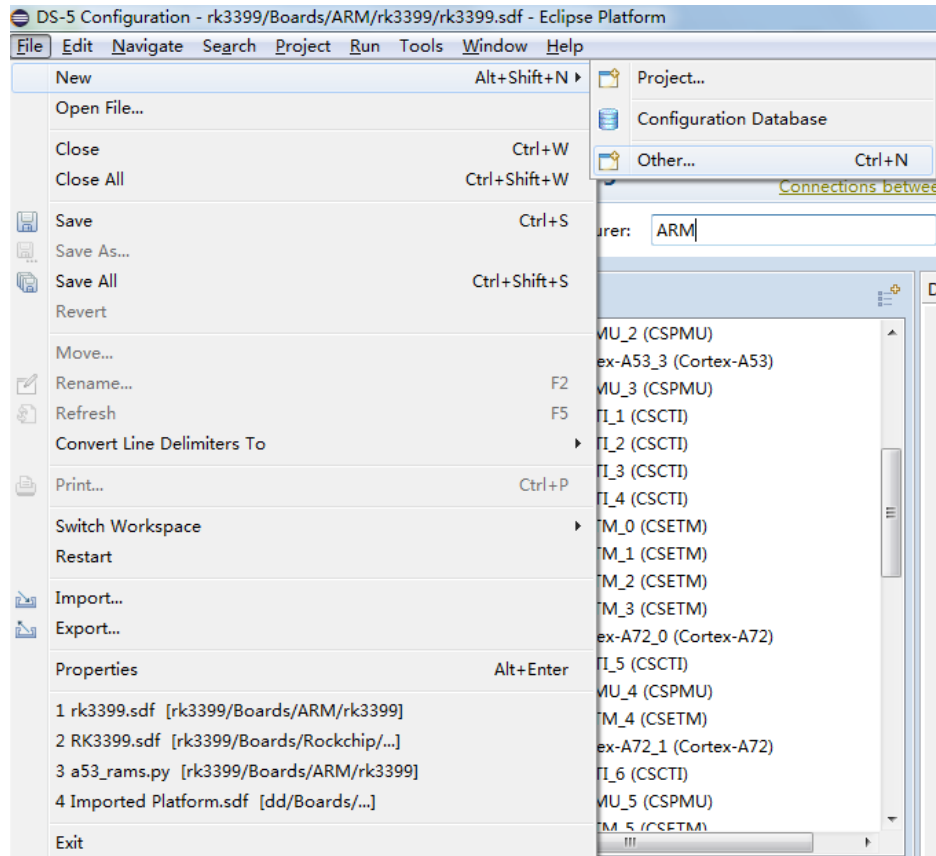 DS-5 Configuration - rk3399/Boards/ARM/rk3399/rk3399.sdf - Eclipse Platform
File Edit Navigate Search Project Run Tools Window Help
New Alt+Shift+N
Open File...
Close Ctrl+W
Close All Ctrl+Shift+W
Save Ctrl+S
Save As...
Save All Ctrl+Shift+S
Revert
Move...
Rename... F2
Refresh F5
Convert Line Delimiters To
Print... Ctrl+P
Switch Workspace
Restart
Import...
Export...
Properties Alt+Enter
1 rk3399.sdf [rk3399/Boards/ARM/rk3399]
2 RK3399.sdf [rk3399/Boards/Rockchip/...]
3 a53_rams.py [rk3399/Boards/ARM/rk3399]
4 Imported Platform.sdf [dd/Boards/...]
Exit
Project...
Configuration Database
Other... Ctrl+N
Connections betwee
urer: ARM
D
MU_2 (CSPMU)
ex-A53_3 (Cortex-A53)
MU_3 (CSPMU)
TI_1 (CSCTI)
TI_2 (CSCTI)
TI_3 (CSCTI)
TI_4 (CSCTI)
TM_0 (CSETM)
TM_1 (CSETM)
TM_2 (CSETM)
TM_3 (CSETM)
ex-A72_0 (Cortex-A72)
TI_5 (CSCTI)
MU_4 (CSPMU)
TM_4 (CSETM)
ex-A72_1 (Cortex-A72)
TI_6 (CSCTI)
MU_5 (CSPMU)
TM_5 (CSETM)